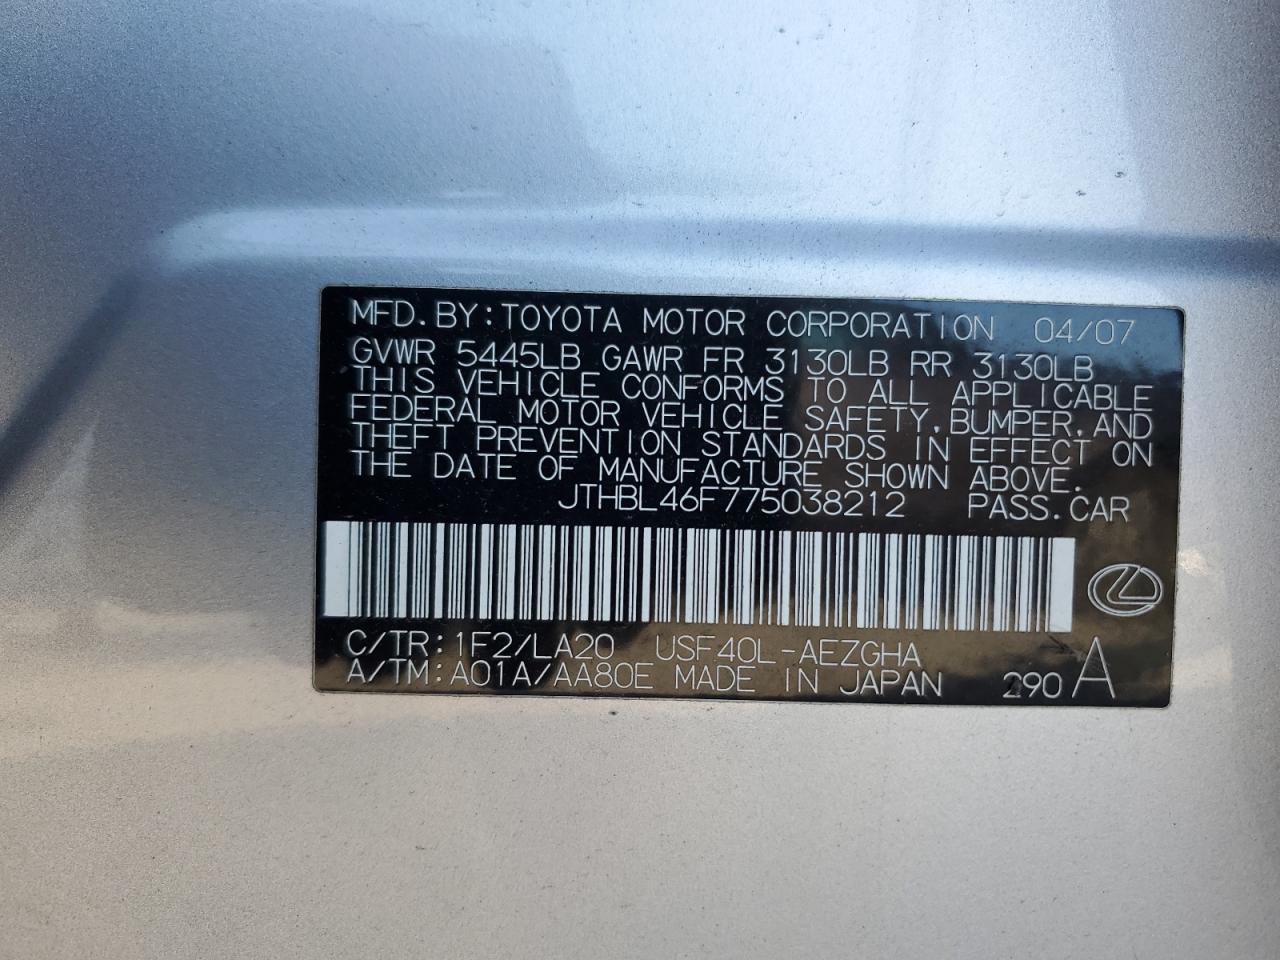 MFD. BY: TOYOTA MOTOR CORPORATION 04/07
GVWR 5445LB GAWR FR 3130LB RR 3130LB
THIS VEHICLE CONFORMS TO ALL APPLICABLE
FEDERAL MOTOR VEHICLE SAFETY, BUMPER, AND
THEFT PREVENTION STANDARDS IN EFFECT ON
THE DATE OF MANUFACTURE SHOWN ABOVE.
JTHBL46F775038212 PASS. CAR
C/TR: 1F2/LA20 USF40L-AEZGHA
A/TM: A01A/AA80E MADE IN JAPAN 290 A